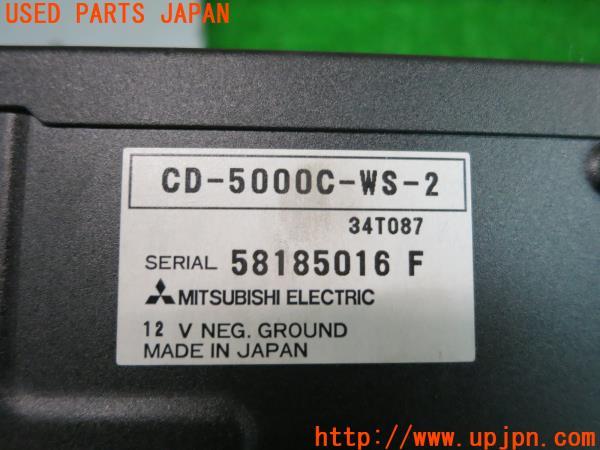 USED PARTS JAPAN
CD-5000C-WS-2
34T087
SERIAL 58185016 F
MITSUBISHI ELECTRIC
12 V NEG. GROUND
MADE IN JAPAN
http:// www.upjpn.com